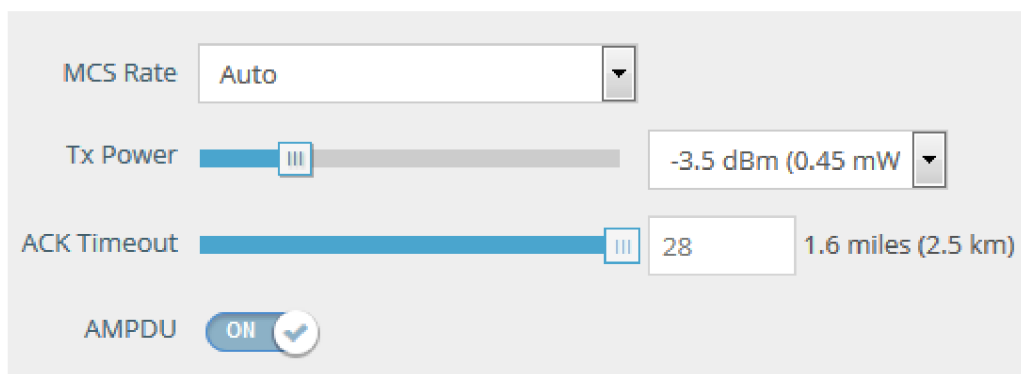 MCS Rate Auto
Tx Power -3.5 dBm (0.45 mW
ACK Timeout 28 1.6 miles (2.5 km)
AMPDU ON